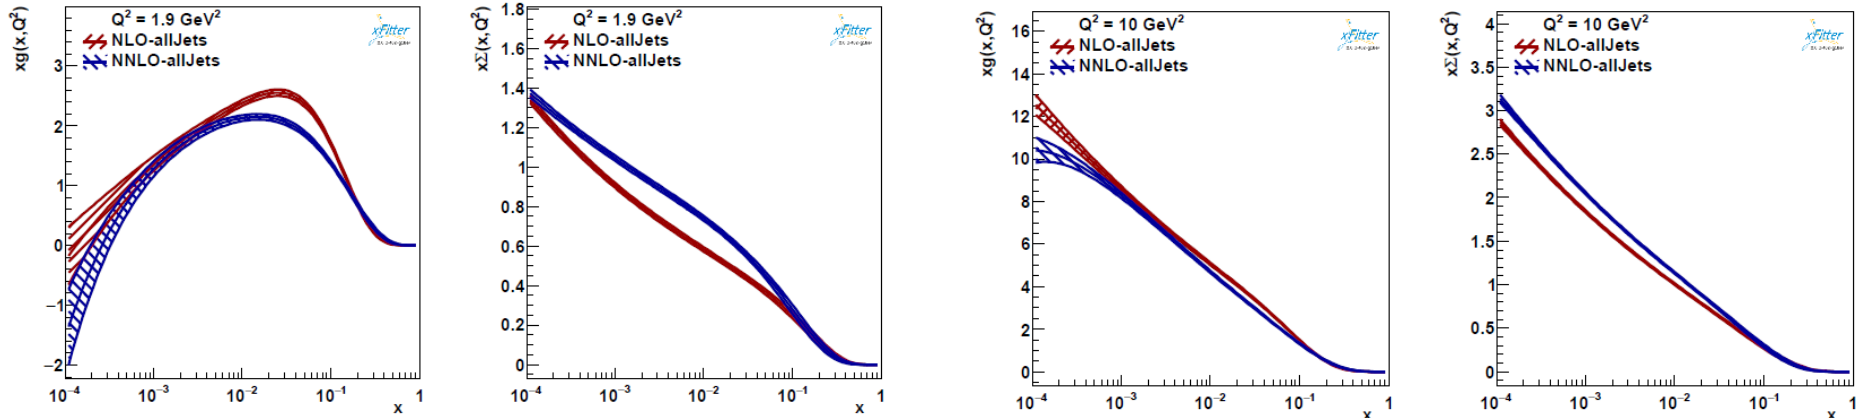 xg(x,Q²)
Q² = 1.9 GeV²
NLO-allJets
NNLO-allJets
xFitter
3
2
1
0
−1
−2
10⁻⁴ 10⁻³ 10⁻² 10⁻¹ 1
x
xΣ(x,Q²)
Q² = 1.9 GeV²
NLO-allJets
NNLO-allJets
xFitter
1.8
1.6
1.4
1.2
1
0.8
0.6
0.4
0.2
0
10⁻⁴ 10⁻³ 10⁻² 10⁻¹ 1
x
xg(x,Q²)
Q² = 10 GeV²
NLO-allJets
NNLO-allJets
xFitter
16
14
12
10
8
6
4
2
0
10⁻⁴ 10⁻³ 10⁻² 10⁻¹ 1
x
xΣ(x,Q²)
Q² = 10 GeV²
NLO-allJets
NNLO-allJets
xFitter
4
3.5
3
2.5
2
1.5
1
0.5
0
10⁻⁴ 10⁻³ 10⁻² 10⁻¹ 1
x